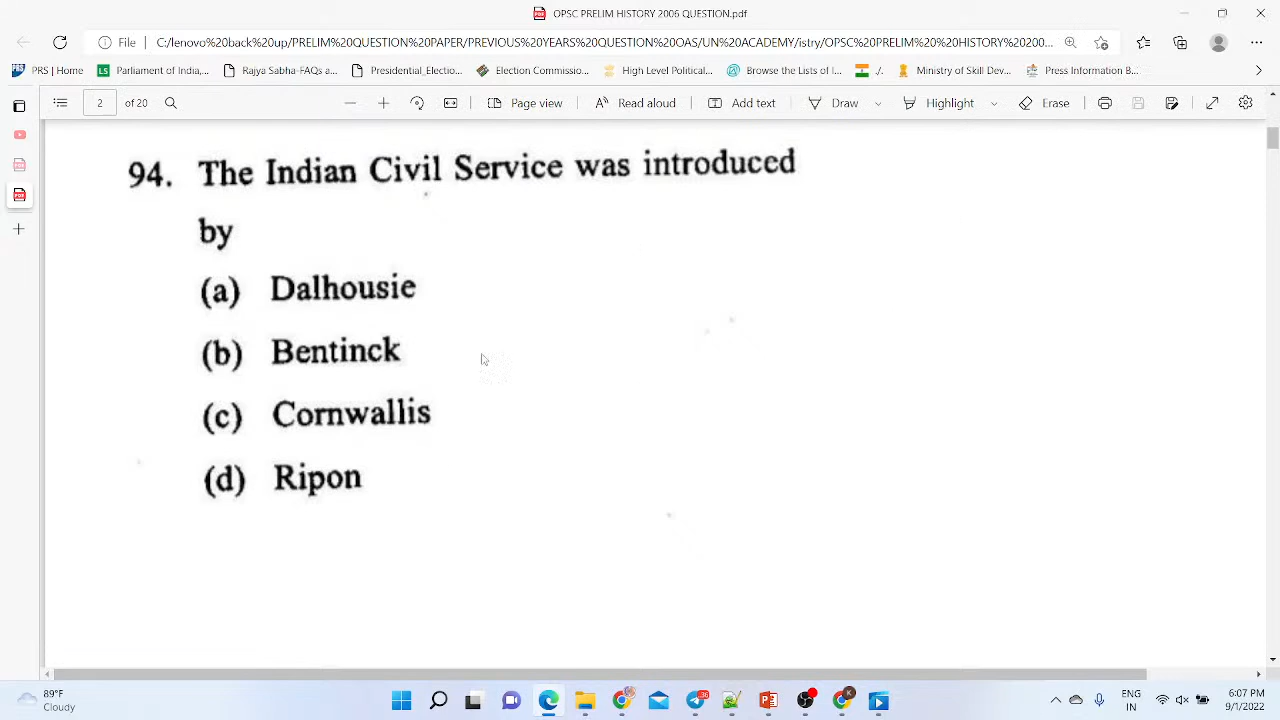 OPSC PRELIM HISTORY 2006 QUESTION.pdf
File C:/lenovo%20back%20up/PRELIM%20QUESTION%20PAPER/PREVIOUS%20YEARS%20QUESTION%20OAS/UN%20ACADEMY/istry/OPSC%20PRELIM%20%20HISTORY%20200...
PRS | Home Parliament of India,... Rajya Sabha-FAQs a... Presidential_Electio... Election Commissio... High Level Political... Browse the Lists of I... /. Ministry of Skill Dev... Press Information B...
2 of 20 Page view Read aloud Add text Draw Highlight Erase
94. The Indian Civil Service was introduced
by
(a) Dalhousie
(b) Bentinck
(c) Cornwallis
(d) Ripon
89°F
Cloudy
ENG
IN
6:07 PM
9/1/2022